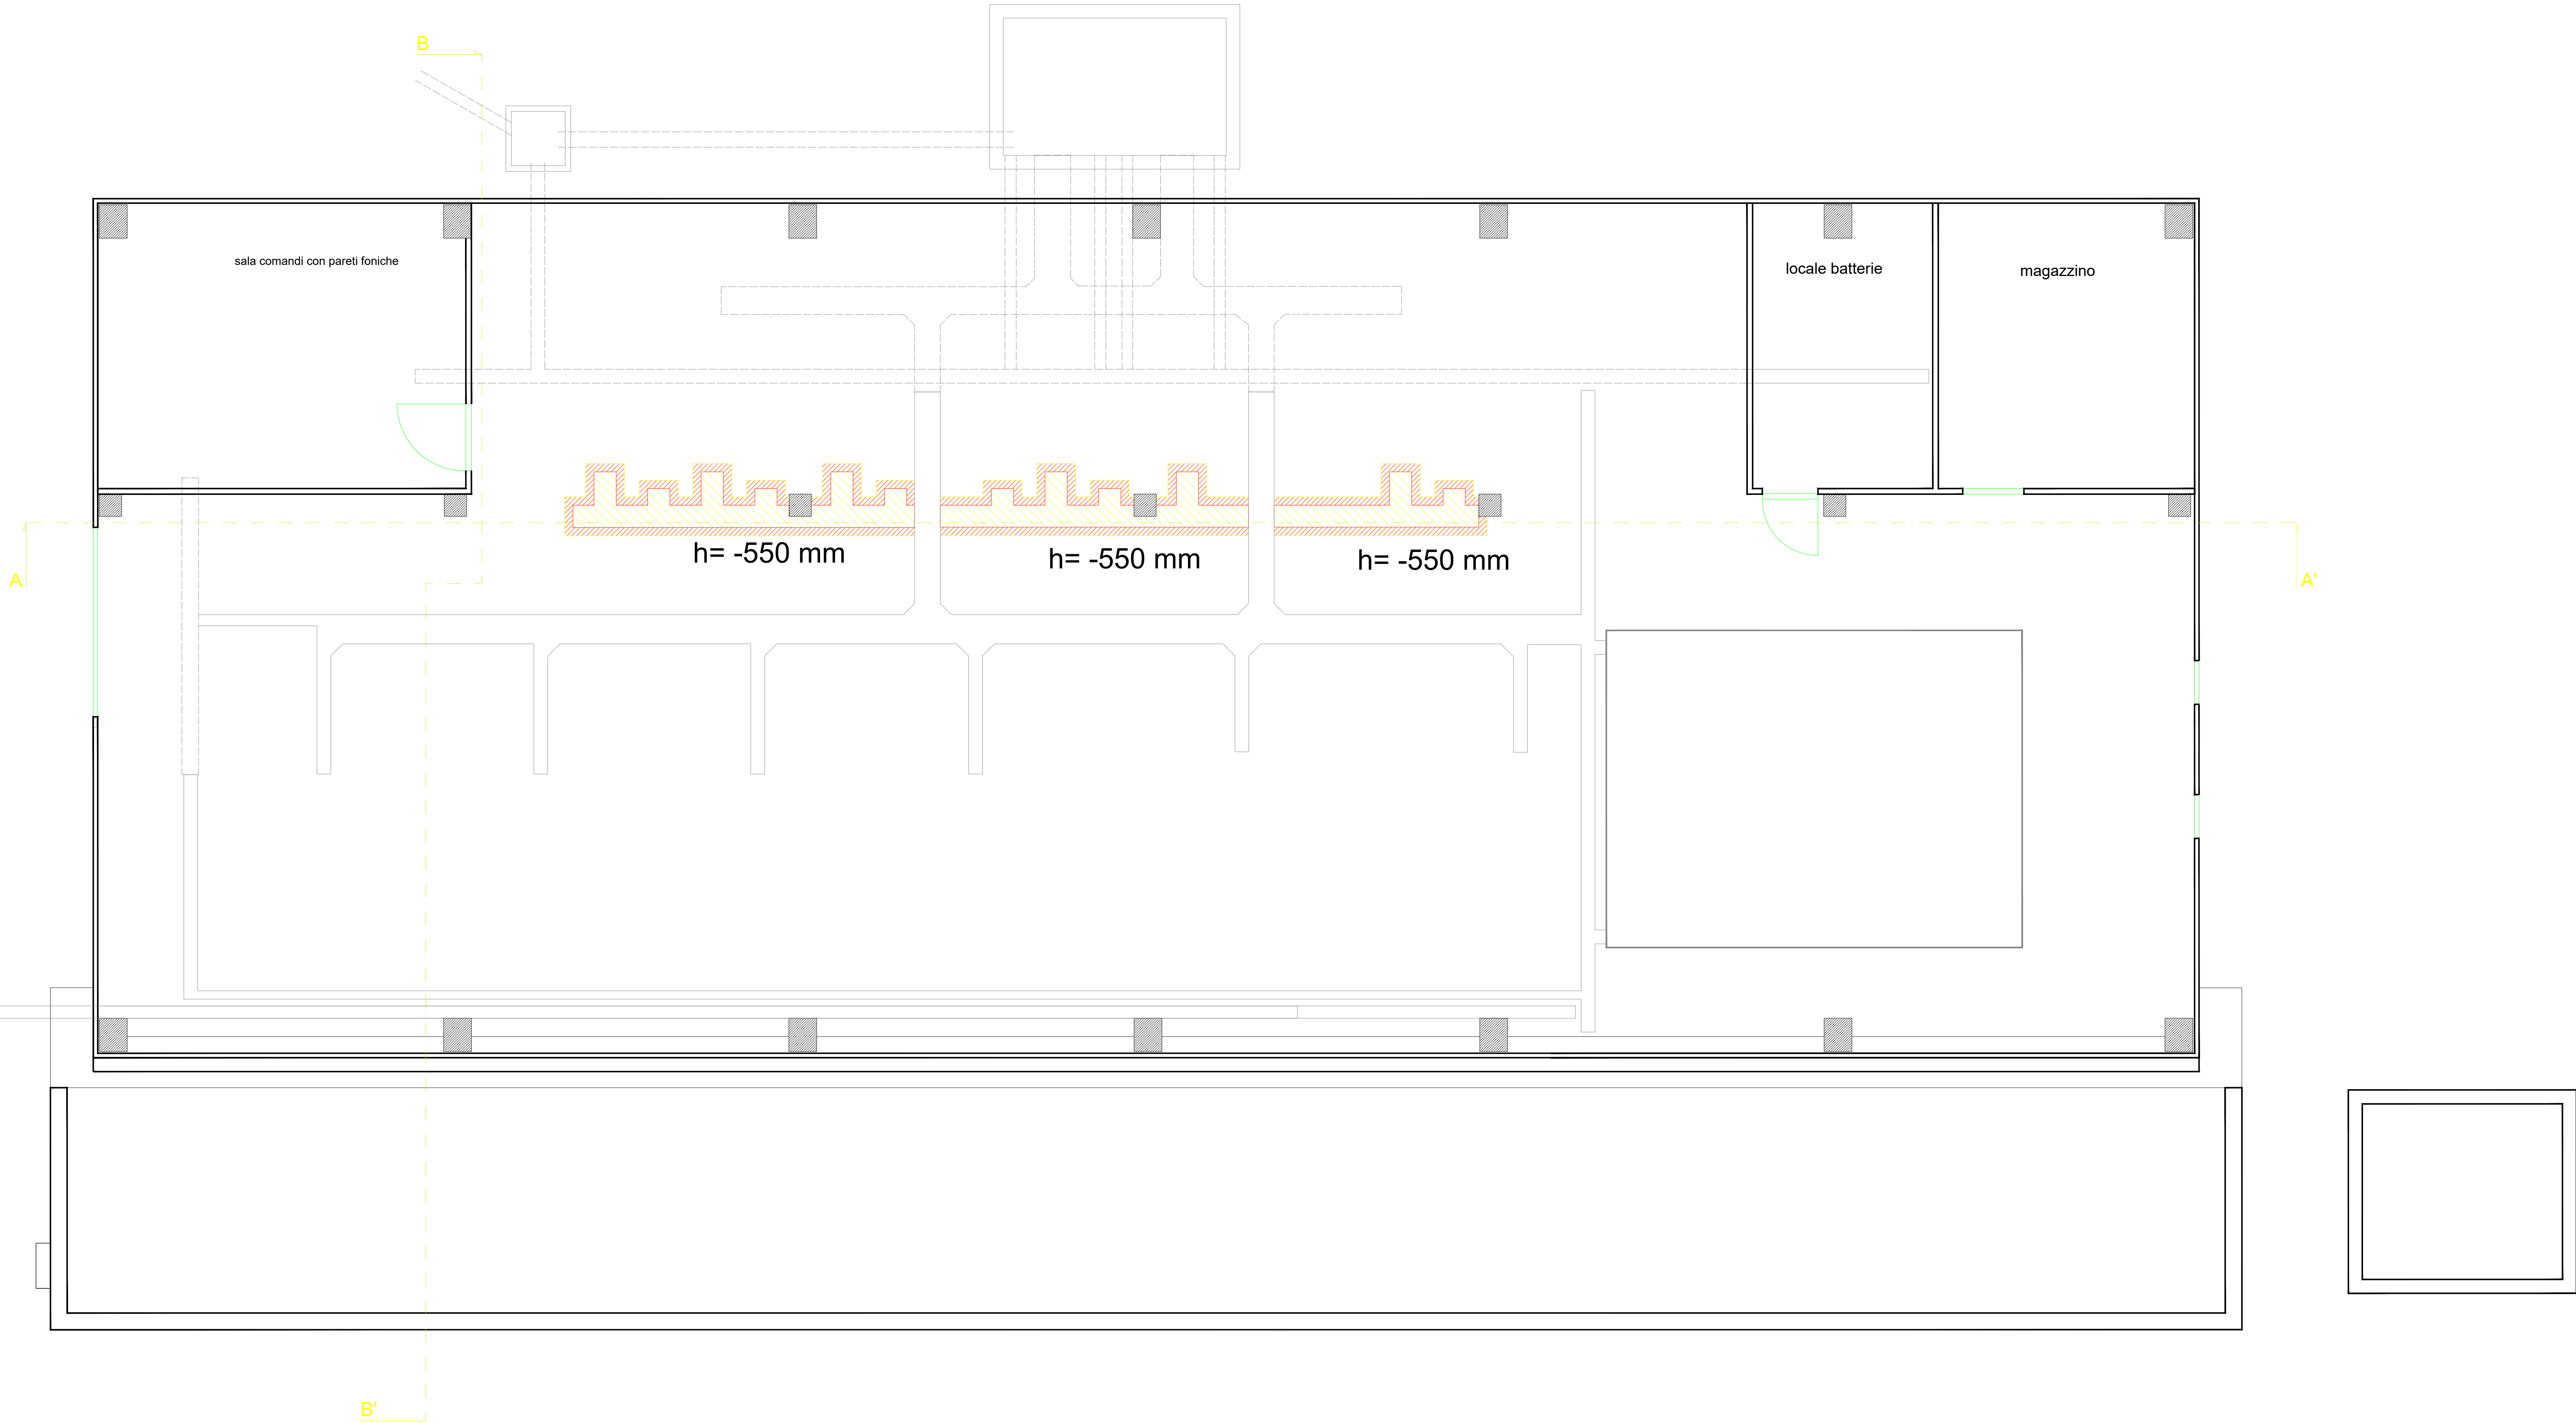 B
sala comandi con pareti foniche
locale batterie
magazzino
h= -550 mm
h= -550 mm
h= -550 mm
A
A'
B'